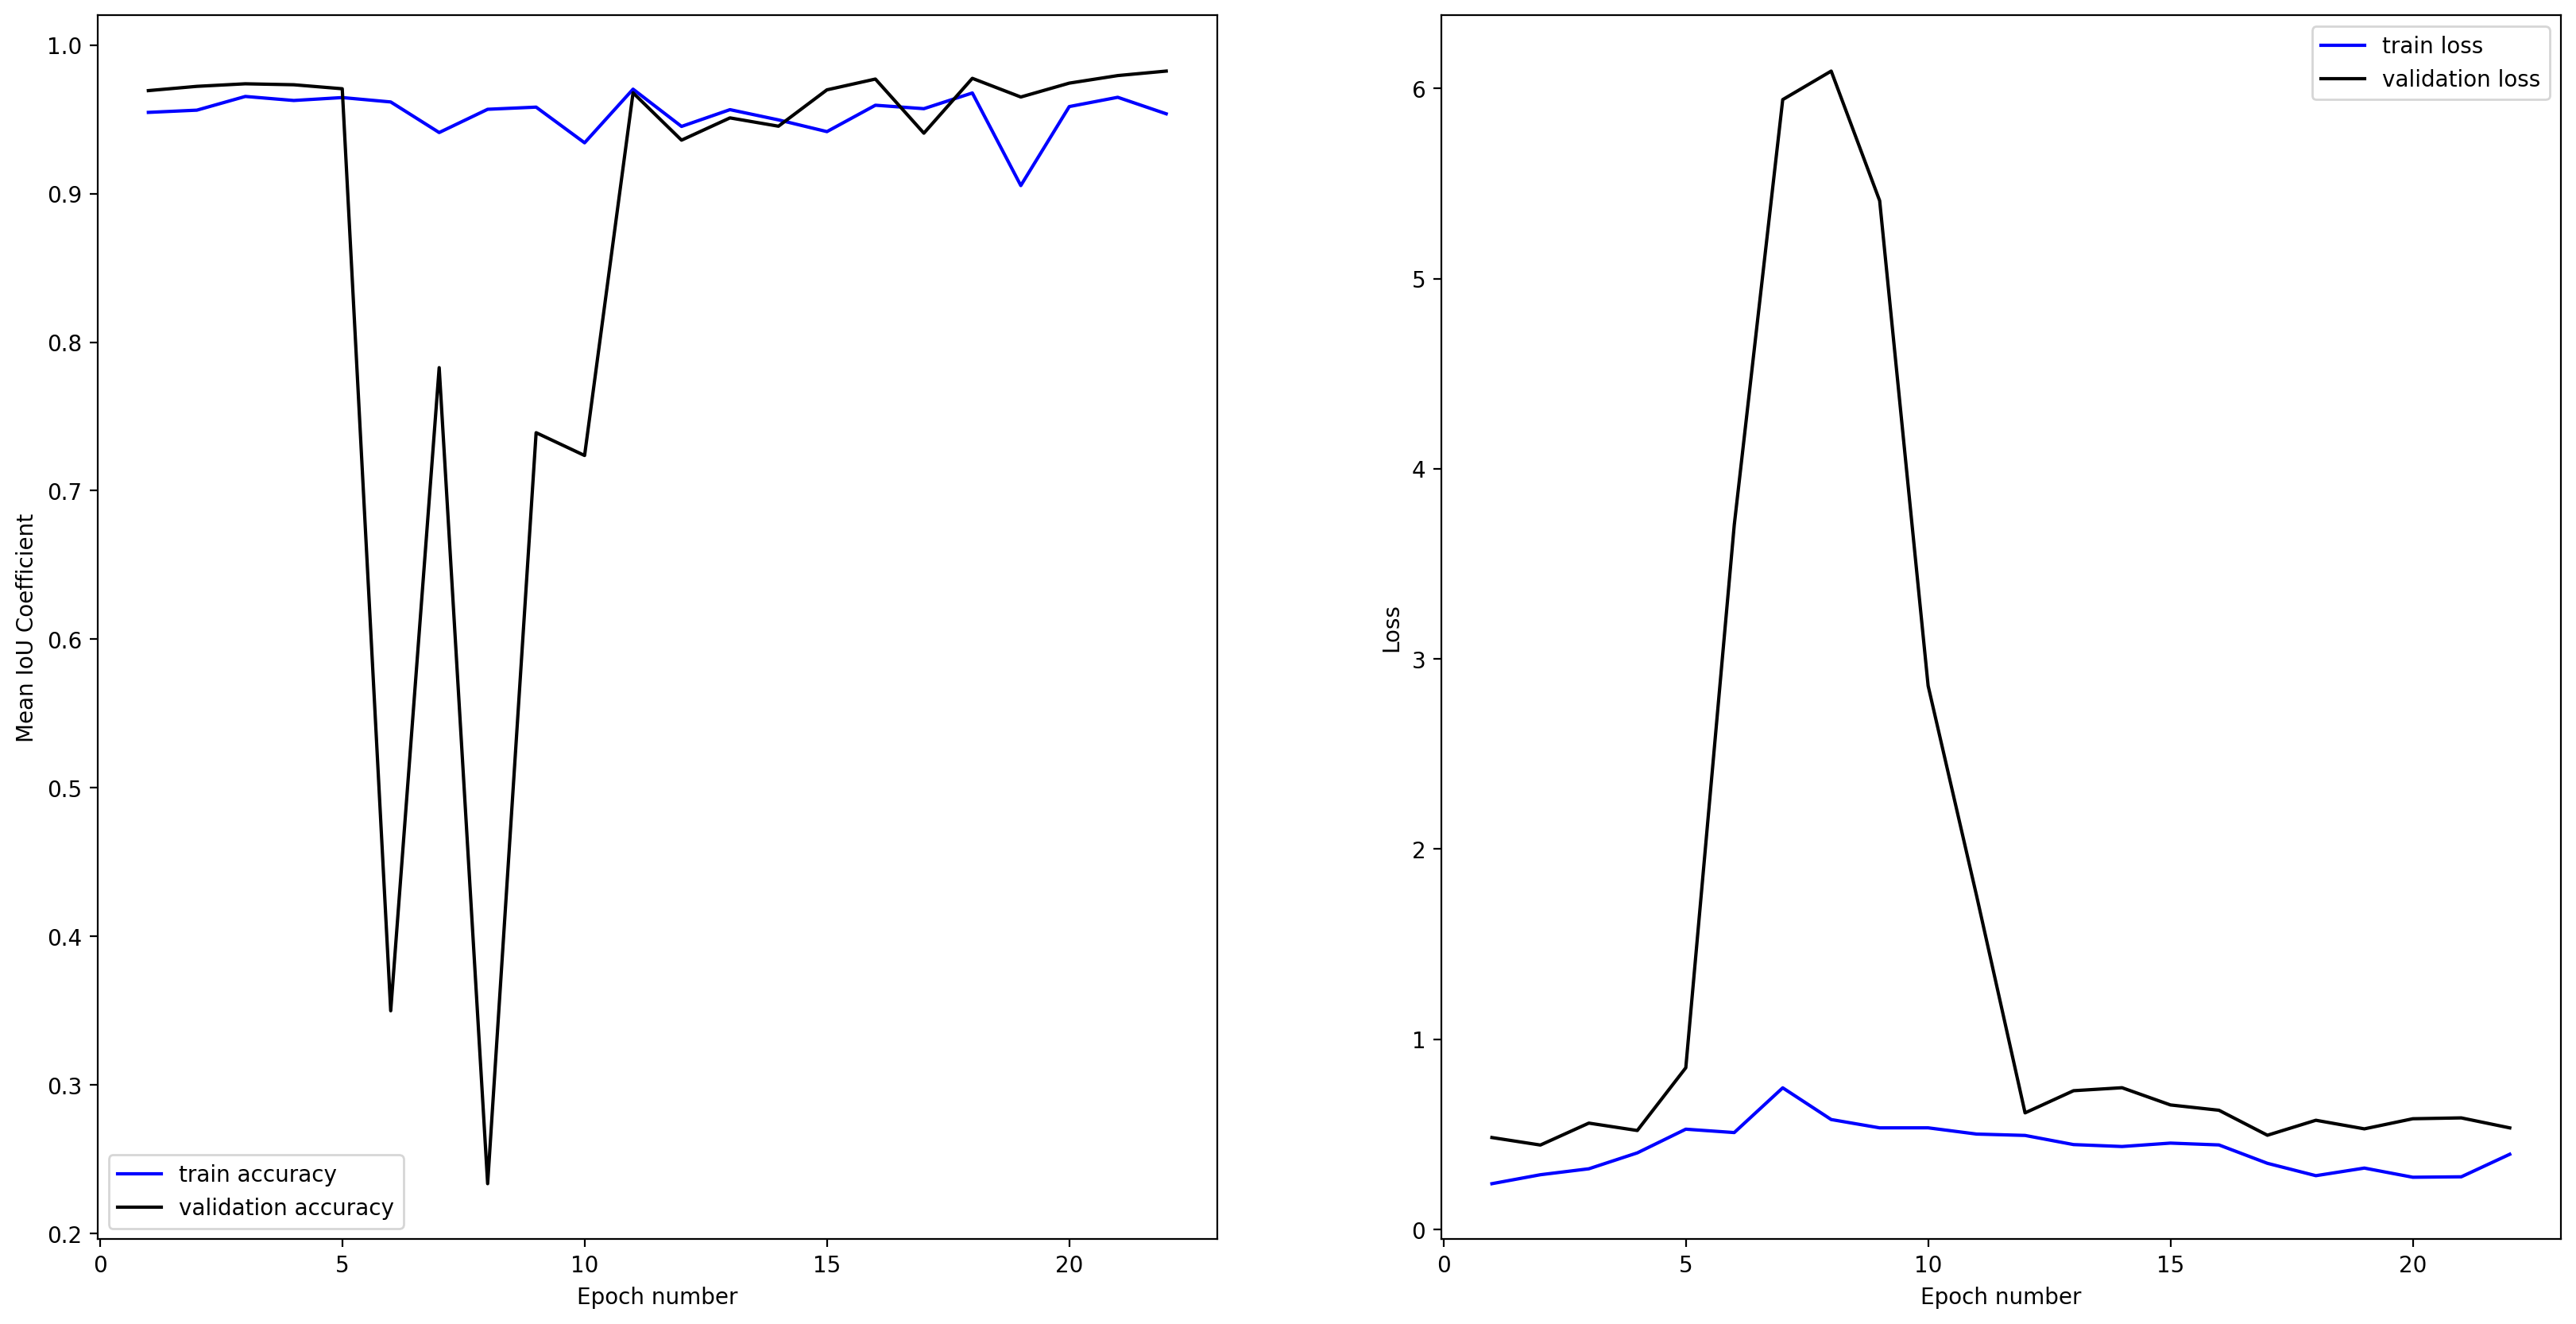 1.0
0.9
0.8
0.7
0.6
0.5
0.4
0.3
0.2
Mean IoU Coefficient
train accuracy
validation accuracy
0 5 10 15 20
Epoch number
train loss
validation loss
6
5
4
3
2
1
0
Loss
0 5 10 15 20
Epoch number